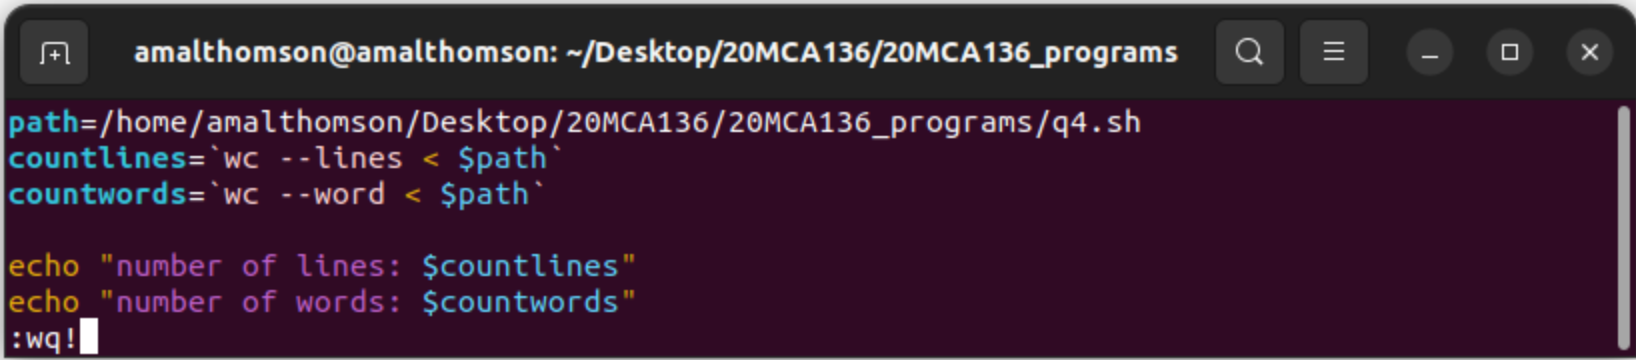 amalthomson@amalthomson: ~/Desktop/20MCA136/20MCA136_programs
path=/home/amalthomson/Desktop/20MCA136/20MCA136_programs/q4.sh
countlines=`wc --lines < $path`
countwords=`wc --word < $path`
echo "number of lines: $countlines"
echo "number of words: $countwords"
:wq!